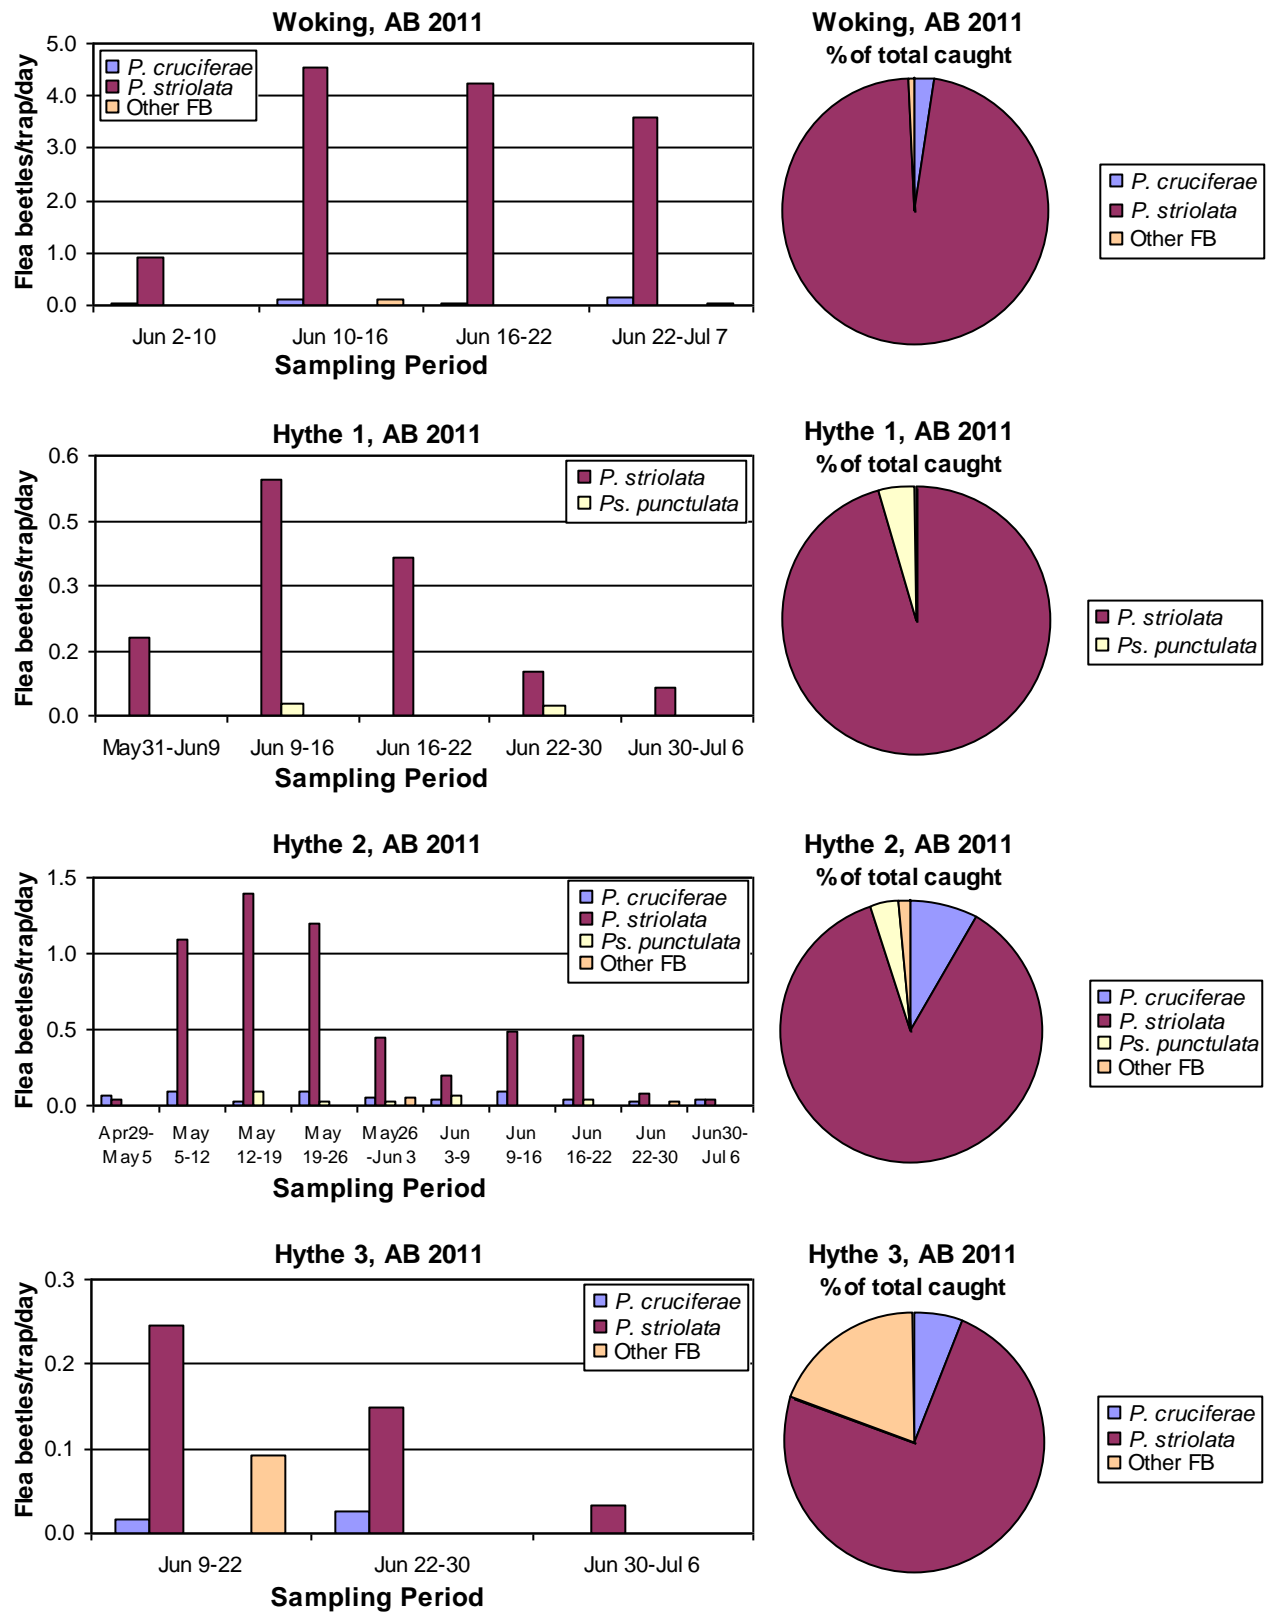 Woking, AB 2011
Flea beetles/trap/day
5.0
4.0
3.0
2.0
1.0
0.0
P. cruciferae
P. striolata
Other FB
Jun 2-10
Jun 10-16
Jun 16-22
Jun 22-Jul 7
Sampling Period
Woking, AB 2011
% of total caught
P. cruciferae
P. striolata
Other FB
Hythe 1, AB 2011
Flea beetles/trap/day
0.6
0.5
0.3
0.2
0.0
P. striolata
Ps. punctulata
May31-Jun9
Jun 9-16
Jun 16-22
Jun 22-30
Jun 30-Jul 6
Sampling Period
Hythe 1, AB 2011
% of total caught
P. striolata
Ps. punctulata
Hythe 2, AB 2011
Flea beetles/trap/day
1.5
1.0
0.5
0.0
P. cruciferae
P. striolata
Ps. punctulata
Other FB
Apr29-
May5
May
5-12
May
12-19
May
19-26
May26
-Jun 3
Jun
3-9
Jun
9-16
Jun
16-22
Jun
22-30
Jun30-
Jul 6
Sampling Period
Hythe 2, AB 2011
% of total caught
P. cruciferae
P. striolata
Ps. punctulata
Other FB
Hythe 3, AB 2011
Flea beetles/trap/day
0.3
0.2
0.1
0.0
P. cruciferae
P. striolata
Other FB
Jun 9-22
Jun 22-30
Jun 30-Jul 6
Sampling Period
Hythe 3, AB 2011
% of total caught
P. cruciferae
P. striolata
Other FB